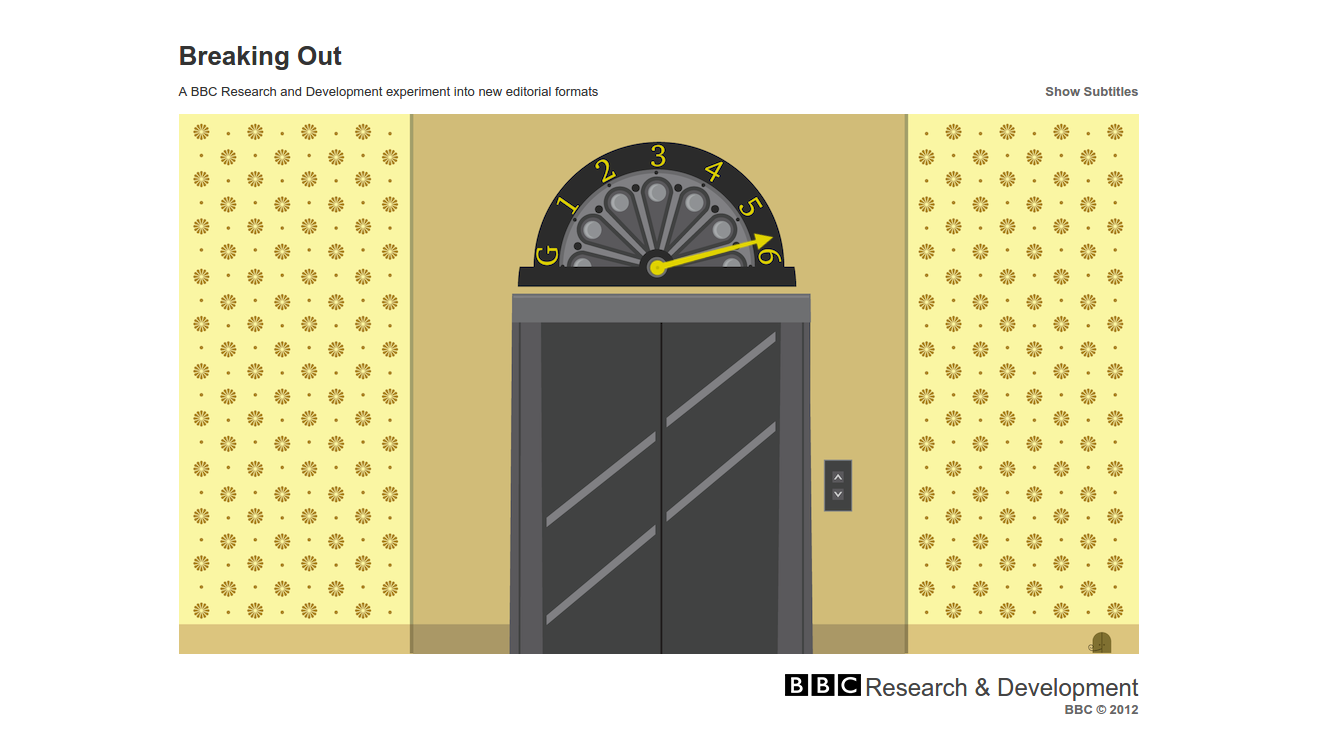 Breaking Out
A BBC Research and Development experiment into new editorial formats
Show Subtitles
G 1 2 3 4 5 6
BBC Research & Development
BBC © 2012